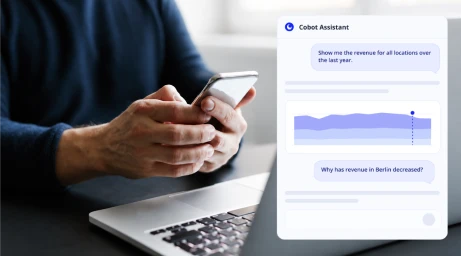 Cobot Assistant
Show me the revenue for all locations over
the last year.
Why has revenue in Berlin decreased?